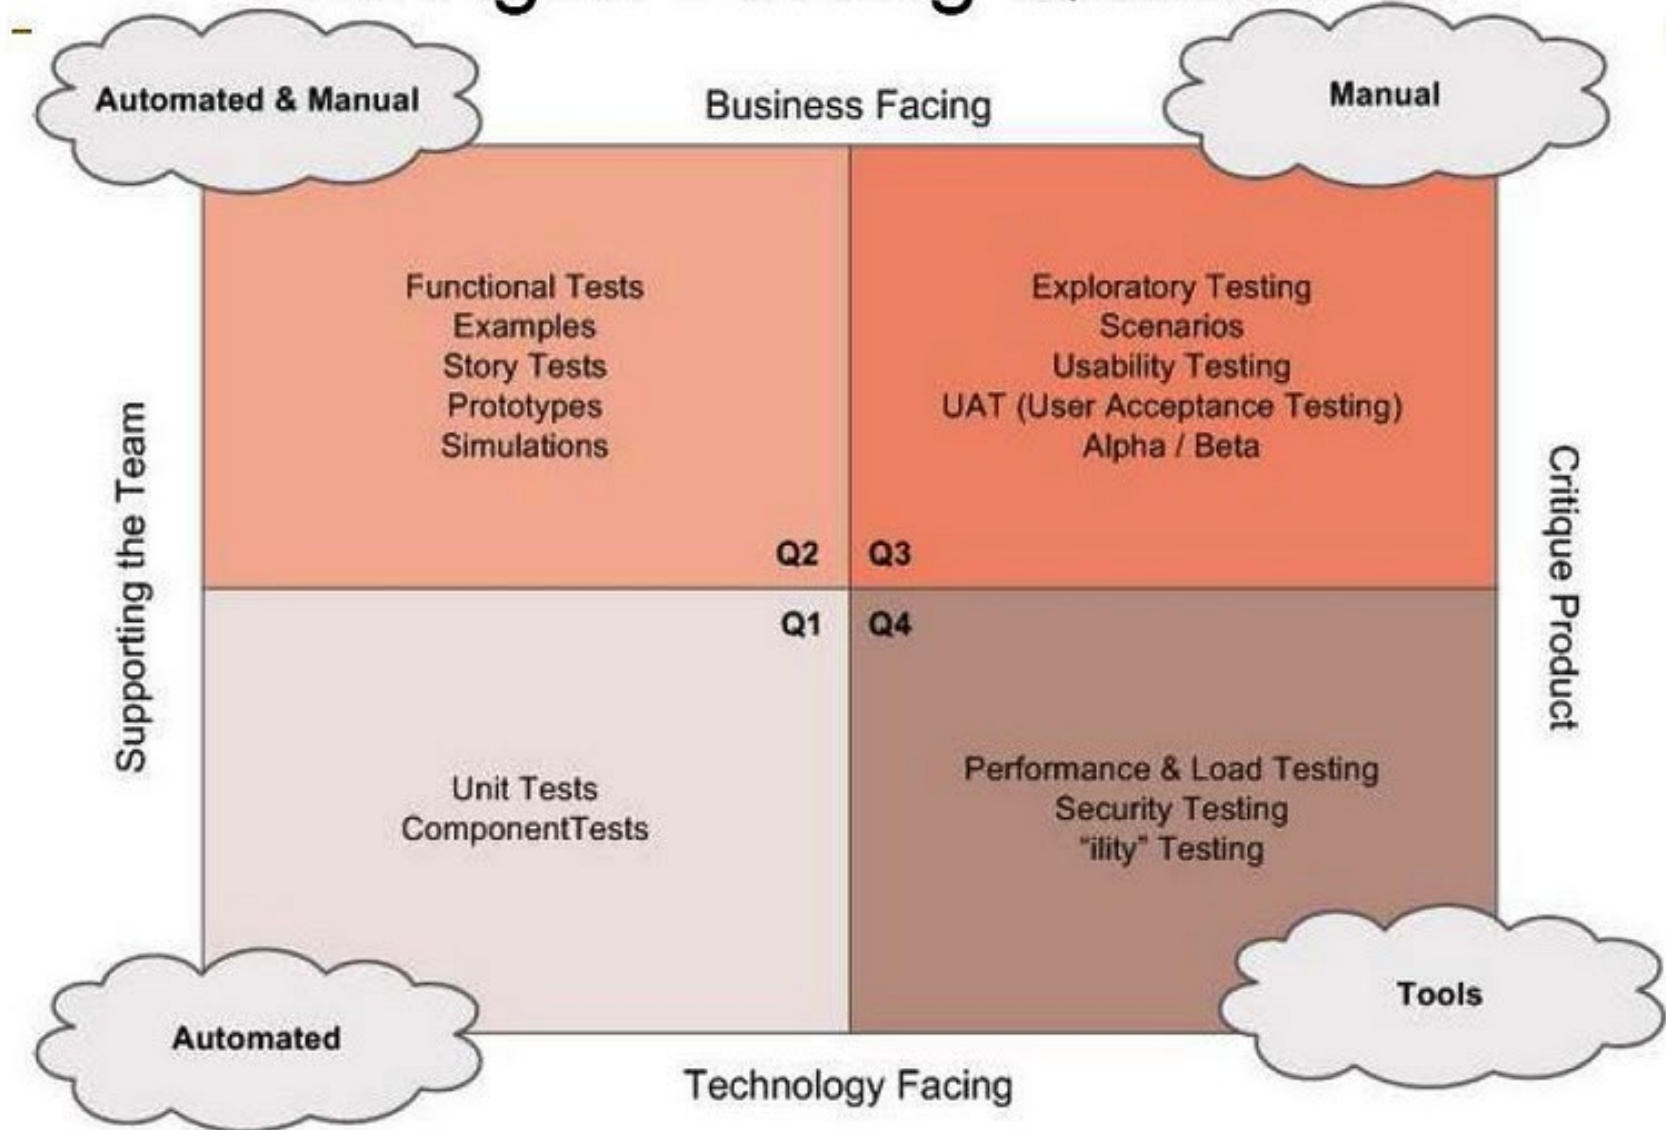 Automated & Manual
Business Facing
Manual
Functional Tests
Examples
Story Tests
Prototypes
Simulations
Exploratory Testing
Scenarios
Usability Testing
UAT (User Acceptance Testing)
Alpha / Beta
Supporting the Team
Critique Product
Q2
Q3
Q1
Q4
Unit Tests
ComponentTests
Performance & Load Testing
Security Testing
“ility” Testing
Automated
Tools
Technology Facing